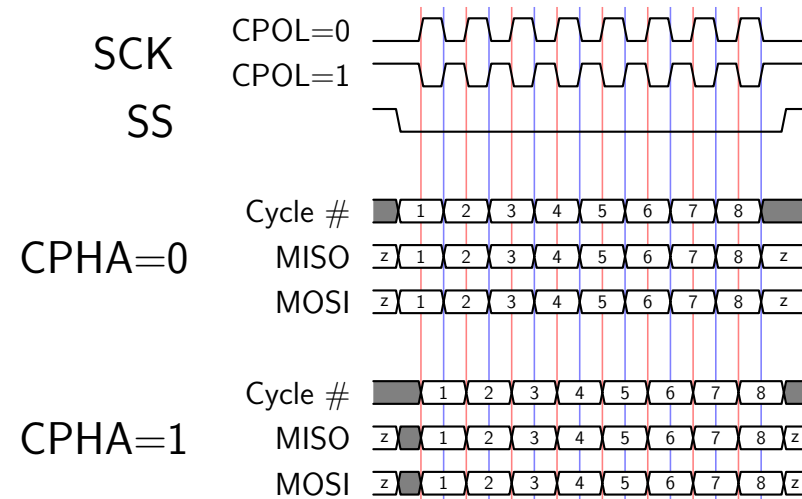 SCK CPOL=0
CPOL=1
SS
Cycle # 1 2 3 4 5 6 7 8
CPHA=0 MISO z 1 2 3 4 5 6 7 8 z
MOSI z 1 2 3 4 5 6 7 8 z
Cycle # 1 2 3 4 5 6 7 8
CPHA=1 MISO z 1 2 3 4 5 6 7 8 z
MOSI z 1 2 3 4 5 6 7 8 z